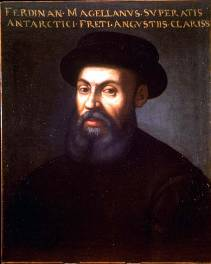 FERDINAN · MAGELLANVS · SVPERATIS
ANTARCTICI · FRETI · ANGVSTIIS · CLARISS